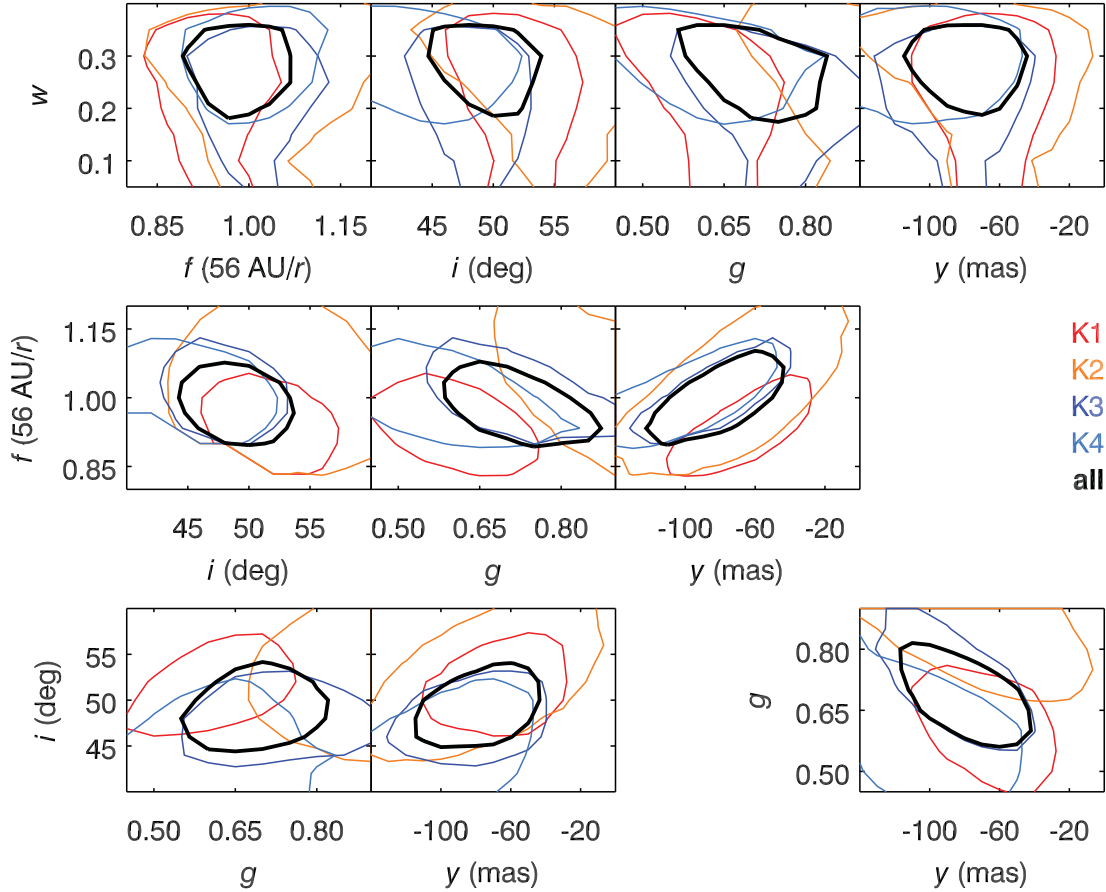 w
0.3
0.2
0.1
0.85 1.00 1.15
45 50 55
0.50 0.65 0.80
-100 -60 -20
f (56 AU/r)
i (deg)
g
y (mas)
f (56 AU/r)
1.15
1.00
0.85
45 50 55
0.50 0.65 0.80
-100 -60 -20
i (deg)
g
y (mas)
K1
K2
K3
K4
all
i (deg)
55
50
45
0.50 0.65 0.80
-100 -60 -20
g
y (mas)
g
0.80
0.65
0.50
-100 -60 -20
y (mas)